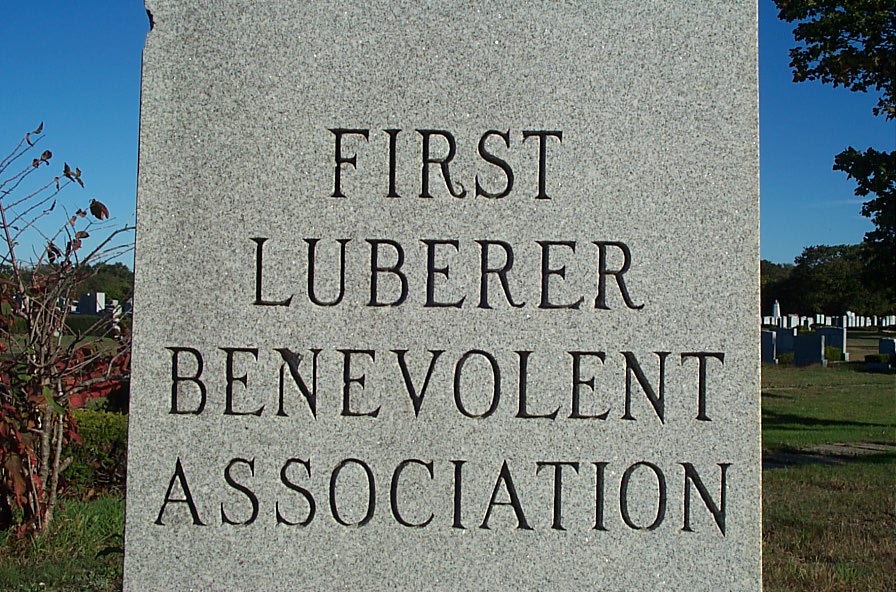 FIRST
LUBERER
BENEVOLENT
ASSOCIATION